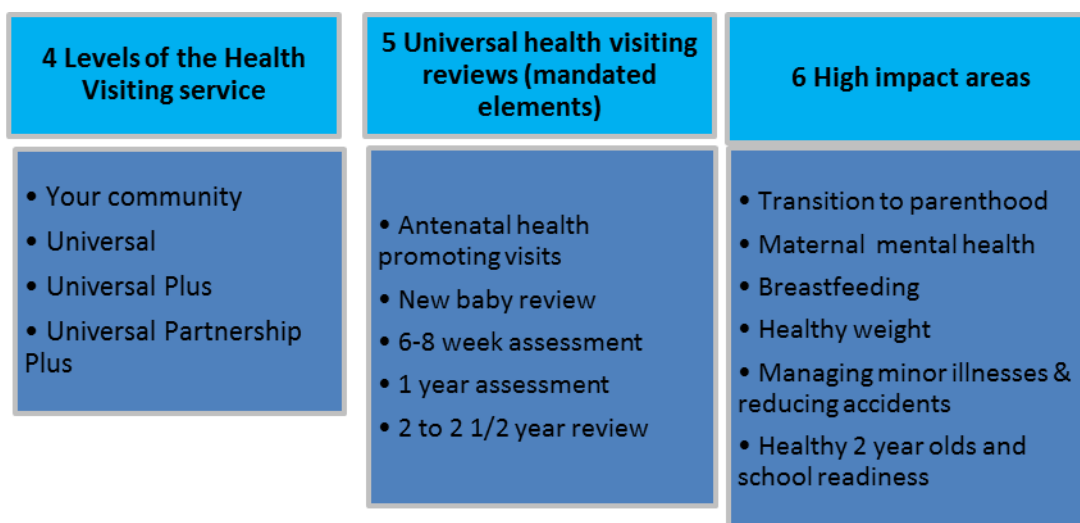 4 Levels of the Health
Visiting service
• Your community
• Universal
• Universal Plus
• Universal Partnership
Plus
5 Universal health visiting
reviews (mandated
elements)
• Antenatal health
promoting visits
• New baby review
• 6-8 week assessment
• 1 year assessment
• 2 to 2 1/2 year review
6 High impact areas
• Transition to parenthood
• Maternal mental health
• Breastfeeding
• Healthy weight
• Managing minor illnesses &
reducing accidents
• Healthy 2 year olds and
school readiness